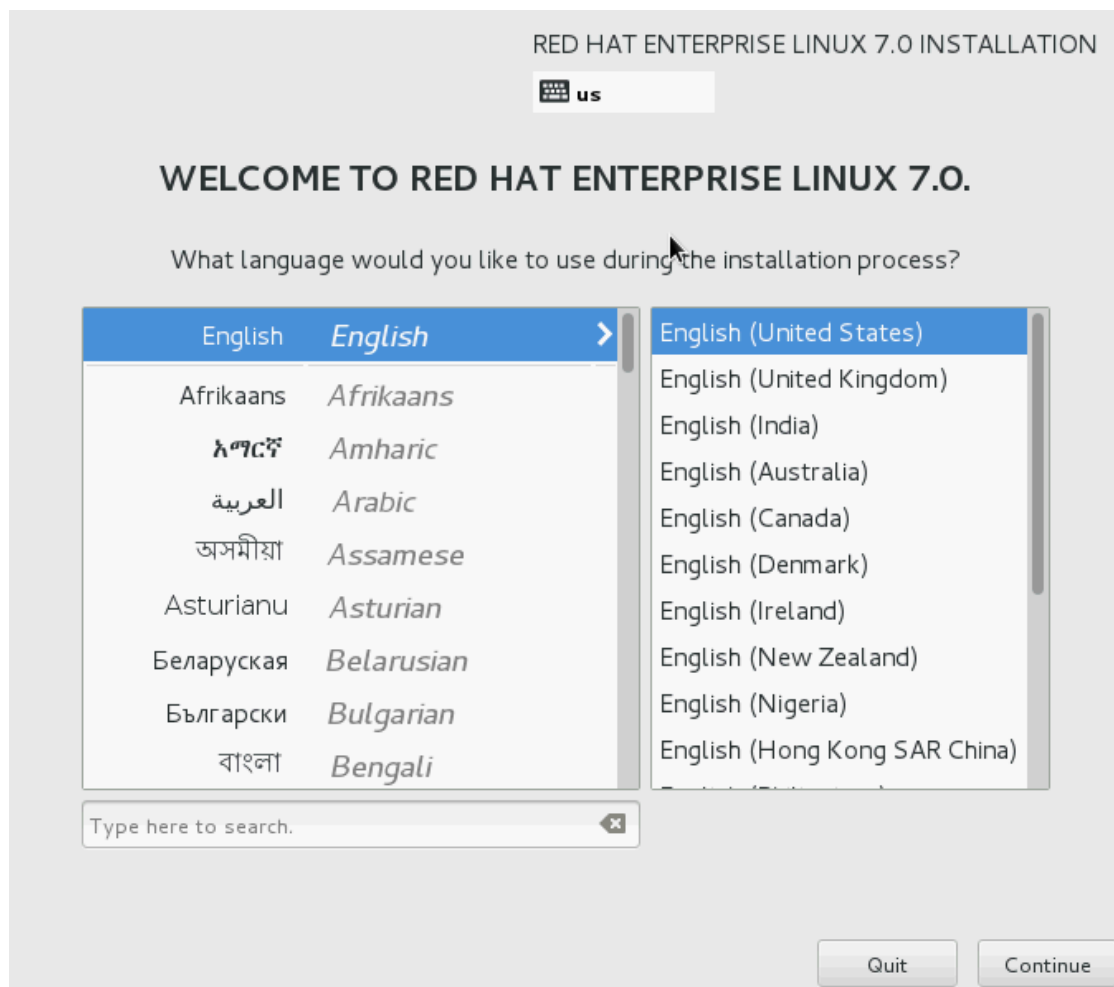 RED HAT ENTERPRISE LINUX 7.0 INSTALLATION
us
WELCOME TO RED HAT ENTERPRISE LINUX 7.0.
What language would you like to use during the installation process?
English English
Afrikaans Afrikaans
አማርኛ Amharic
العربية Arabic
অসমীয়া Assamese
Asturianu Asturian
Беларуская Belarusian
Български Bulgarian
বাংলা Bengali
Type here to search.
English (United States)
English (United Kingdom)
English (India)
English (Australia)
English (Canada)
English (Denmark)
English (Ireland)
English (New Zealand)
English (Nigeria)
English (Hong Kong SAR China)
Quit
Continue